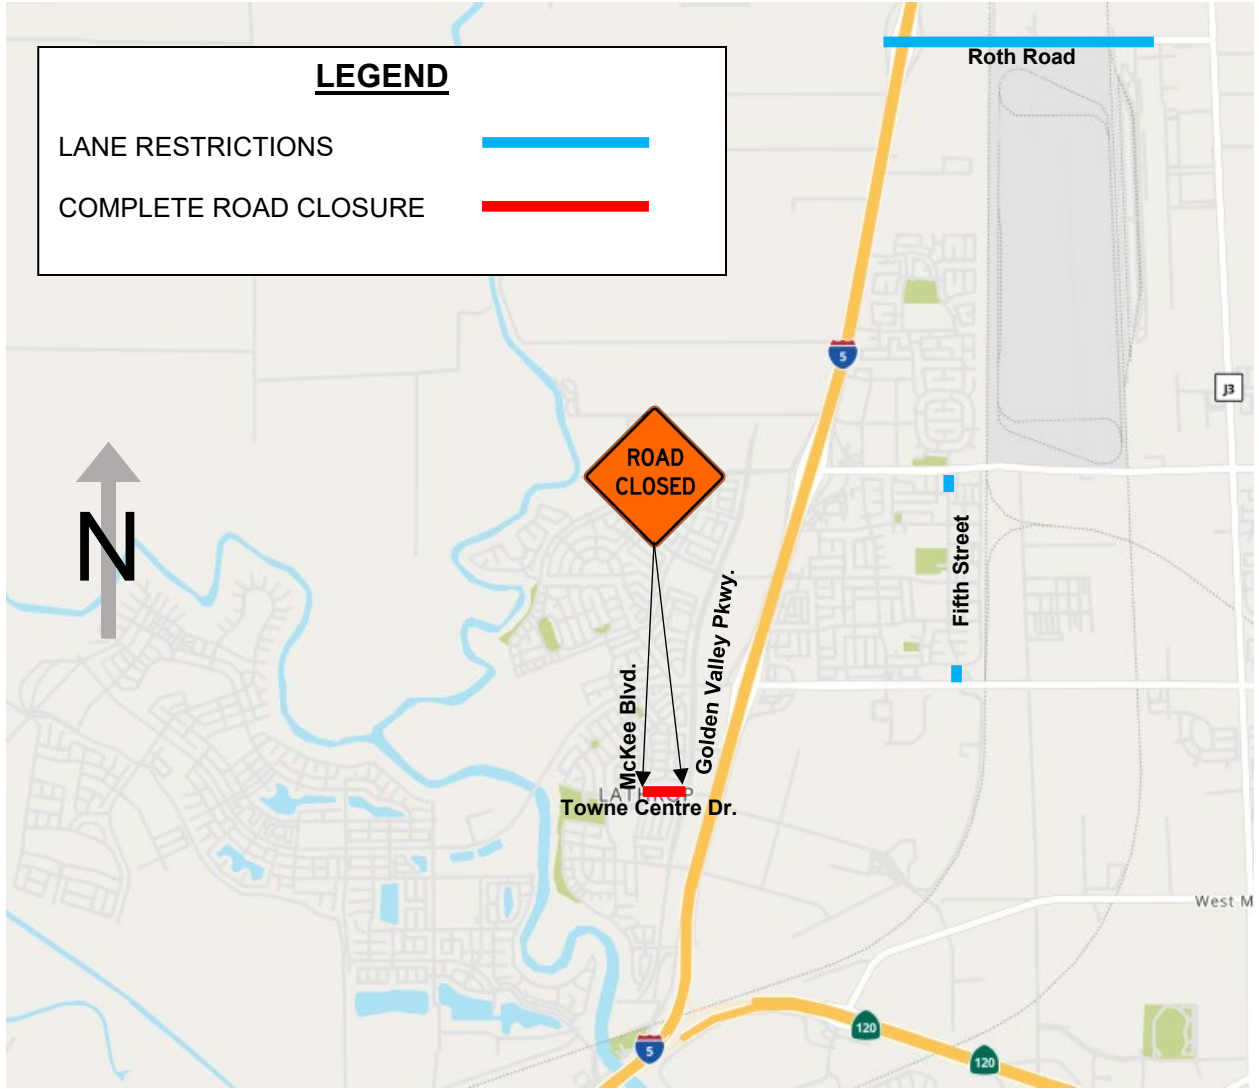 LEGEND
LANE RESTRICTIONS
COMPLETE ROAD CLOSURE
Roth Road
5
J3
ROAD
CLOSED
N
Fifth Street
Golden Valley Pkwy.
McKee Blvd.
LATHROP
Towne Centre Dr.
West M
120
5
120